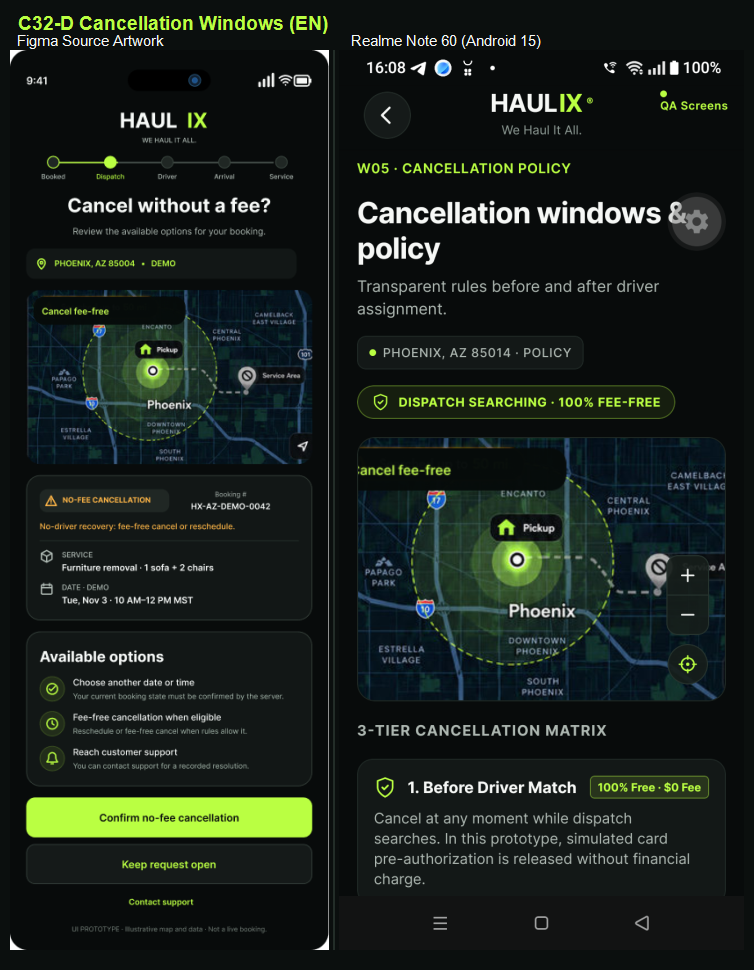 C32-D Cancellation Windows (EN)
Figma Source Artwork
9:41
HAUL IX
WE HAUL IT ALL.
Booked
Dispatch
Driver
Arrival
Service
Cancel without a fee?
Review the available options for your booking.
PHOENIX, AZ 85004 • DEMO
Cancel fee-free
CAMELBACK
EAST VILLAGE
ENCANTO
CENTRAL
PHOENIX
17
101
Pickup
PAPAGO
PARK
Service Area
10
Phoenix
ESTRELLA
VILLAGE
DOWNTOWN
PHOENIX
SOUTH
PHOENIX
NO-FEE CANCELLATION
Booking #
HX-AZ-DEMO-0042
No-driver recovery: fee-free cancel or reschedule.
SERVICE
Furniture removal · 1 sofa + 2 chairs
DATE · DEMO
Tue, Nov 3 · 10 AM–12 PM MST
Available options
Choose another date or time
Your current booking state must be confirmed by the server.
Fee-free cancellation when eligible
Reschedule or fee-free cancel when rules allow it.
Reach customer support
You can contact support for a recorded resolution.
Confirm no-fee cancellation
Keep request open
Contact support
UI PROTOTYPE · Illustrative map and data · Not a live booking.
Realme Note 60 (Android 15)
16:08
100%
HAULIX ®
We Haul It All.
QA Screens
W05 · CANCELLATION POLICY
Cancellation windows &
policy
Transparent rules before and after driver
assignment.
PHOENIX, AZ 85014 · POLICY
DISPATCH SEARCHING · 100% FEE-FREE
Cancel fee-free
CAMELBAC
EAST VILLAG
ENCANTO
CENTRAL
PHOENIX
17
Pickup
PAPAGO
PARK
e A
+
−
10
Phoenix
ESTRELLA
VILLAGE
DOWNTOWN
PHOENIX
SOUTH
PHOENIX
3-TIER CANCELLATION MATRIX
1. Before Driver Match
100% Free · $0 Fee
Cancel at any moment while dispatch
searches. In this prototype, simulated card
pre-authorization is released without financial
charge.